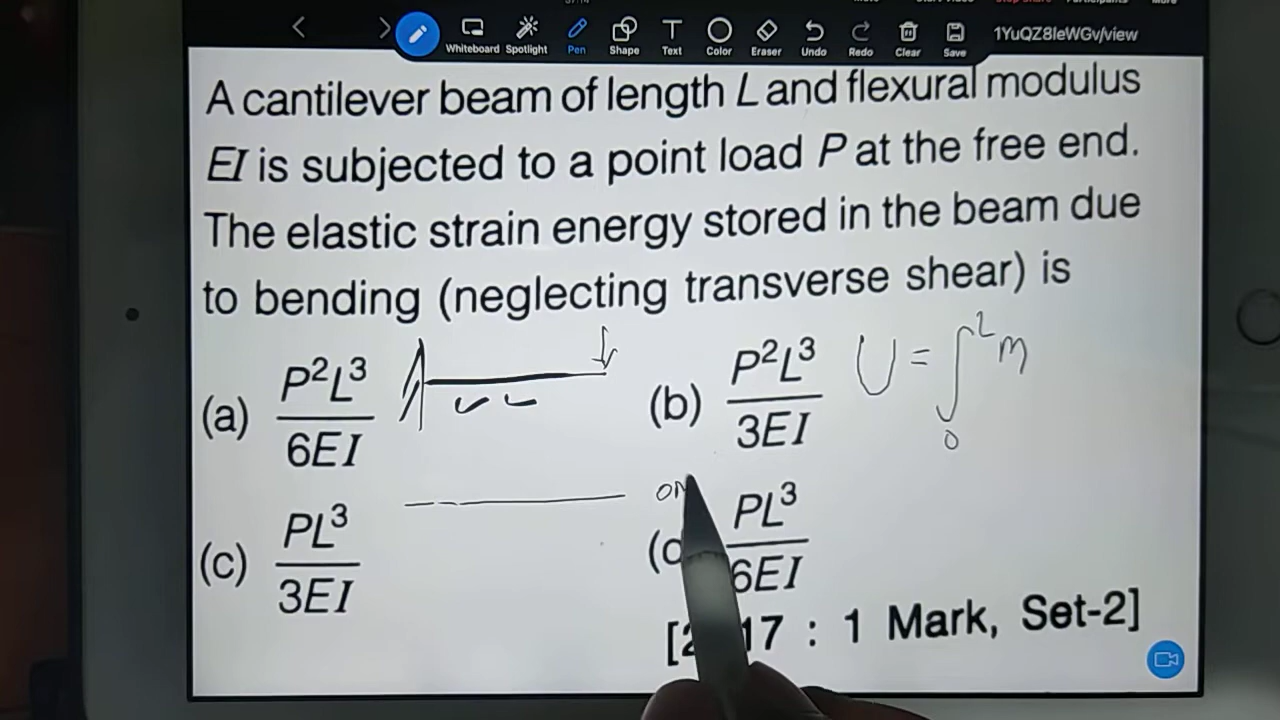 Whiteboard Spotlight Pen Shape Text Color Eraser Undo Redo Clear Save 1YuQZ8IeWGv/view
A cantilever beam of length L and flexural modulus
EI is subjected to a point load P at the free end.
The elastic strain energy stored in the beam due
to bending (neglecting transverse shear) is
(a) P²L³/6EI (b) P²L³/3EI U = ∫₀² m
(c) PL³/3EI PL³/6EI
17 : 1 Mark, Set-2]